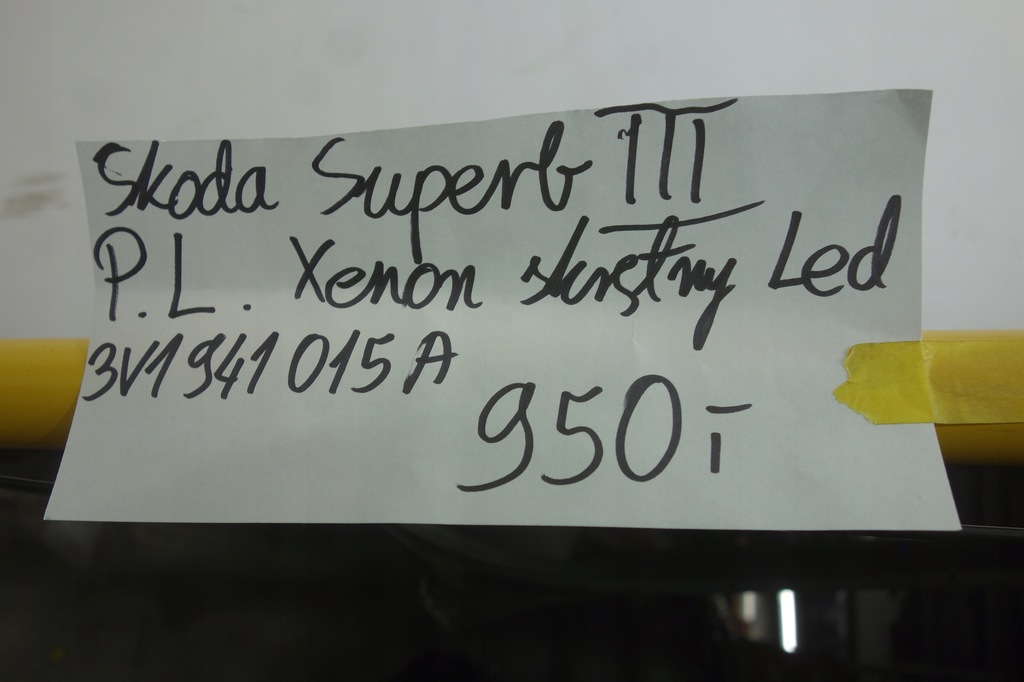 Skoda Superb III
P.L. Xenon skrętny Led
3V1 941 015 A
950,-